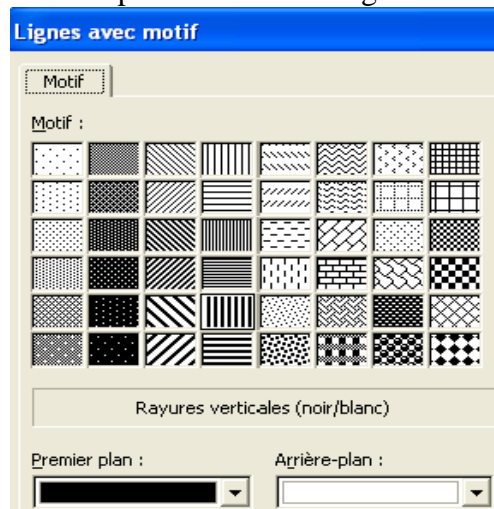 Lignes avec motif
Motif
Motif :
Rayures verticales (noir/blanc)
Premier plan :
Arrière-plan :